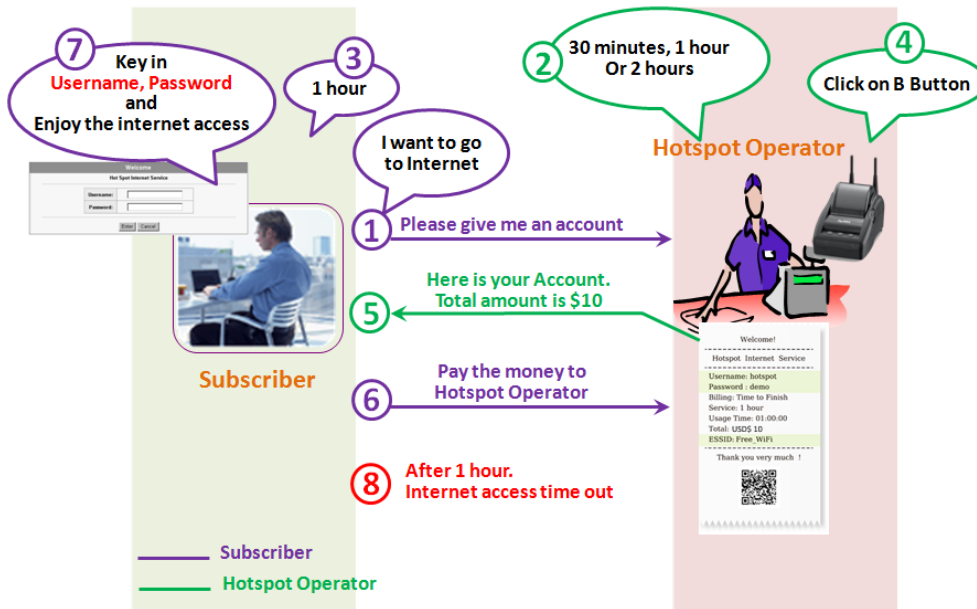 7
Key in
Username, Password
and
Enjoy the internet access
3
1 hour
2
30 minutes, 1 hour
Or 2 hours
4
Click on B Button
I want to go
to Internet
Hotspot Operator
Welcome
Hot Spot Internet Service
Username:
Password:
Enter Cancel
1
Please give me an account
5
Here is your Account.
Total amount is $10
Subscriber
6
Pay the money to
Hotspot Operator
Welcome!
Hotspot Internet Service
Username: hotspot
Password : demo
Billing: Time to Finish
Service: 1 hour
Usage Time: 01:00:00
Total: USD$ 10
ESSID: Free_WiFi
Thank you very much !
8
After 1 hour.
Internet access time out
Subscriber
Hotspot Operator